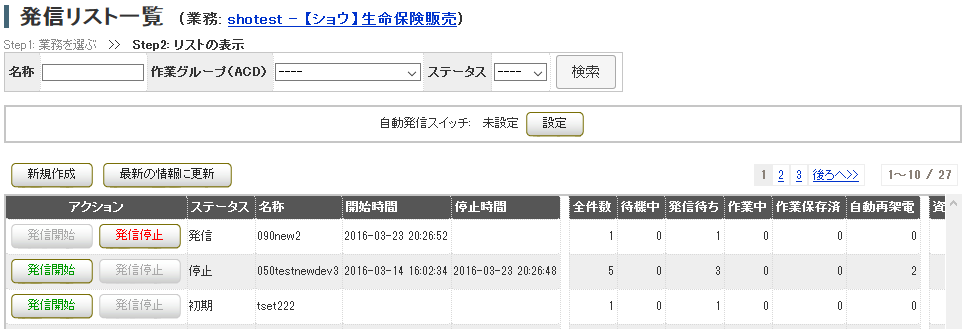 発信リスト一覧 (業務: shotest - 【ショウ】生命保険販売)
Step1: 業務を選ぶ >> Step2: リストの表示
名称 作業グループ(ACD) ---- ステータス ---- 検索
自動発信スイッチ: 未設定 設定
新規作成 最新の情報に更新 1 2 3 後ろへ>> 1～10 / 27
アクション ステータス 名称 開始時間 停止時間 全件数 待機中 発信待ち 作業中 作業保存済 自動再架電 資
発信開始 発信停止 発信 090new2 2016-03-23 20:26:52 1 0 1 0 0 0
発信開始 発信停止 停止 050testnewdev3 2016-03-14 16:02:34 2016-03-23 20:26:48 5 0 3 0 0 2
発信開始 発信停止 初期 tset222 1 0 1 0 0 0